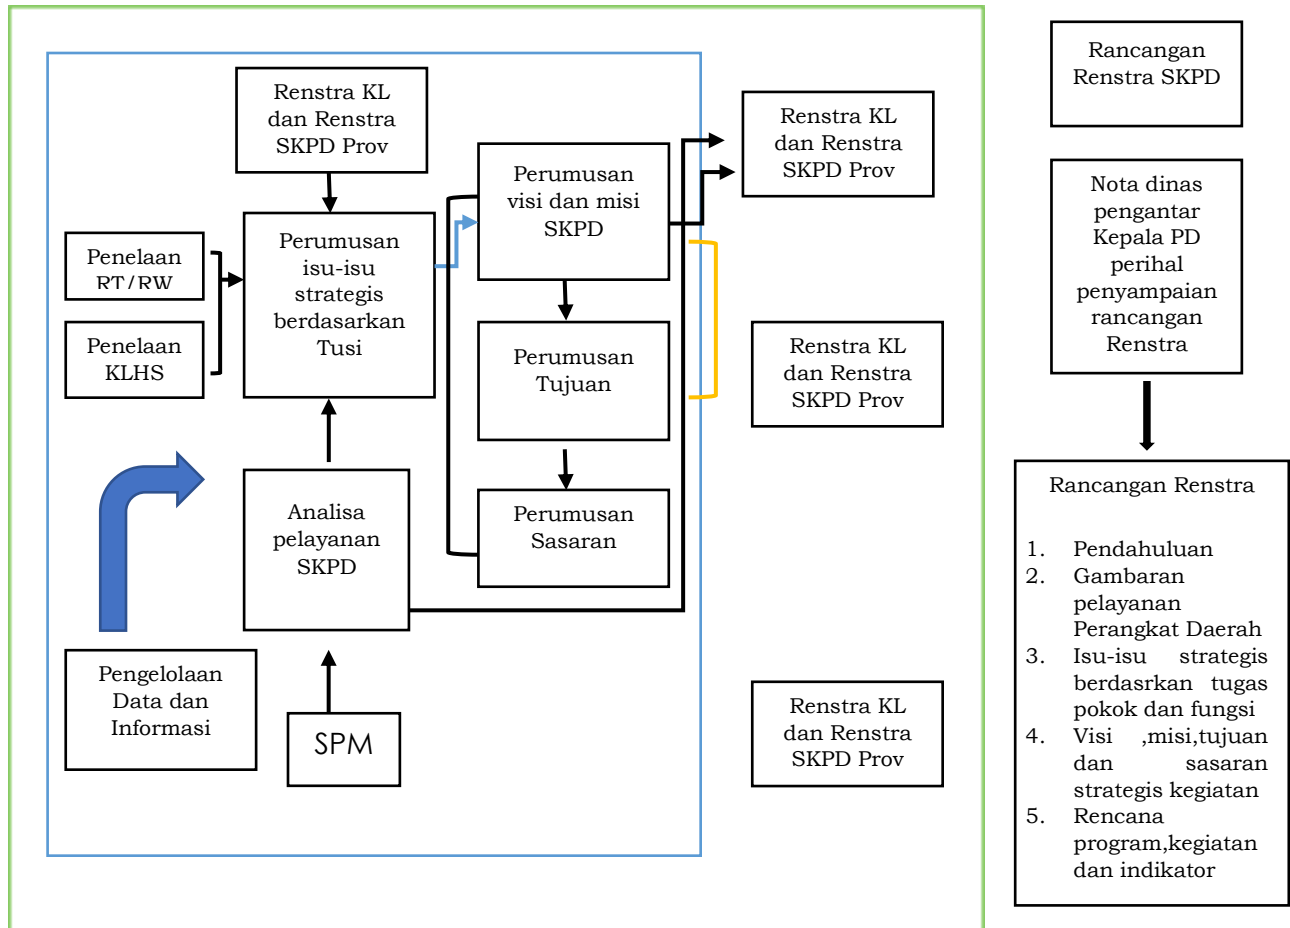 Renstra KL
dan Renstra
SKPD Prov
Penelaan
RT/RW
Penelaan
KLHS
Perumusan
isu-isu
strategis
berdasarkan
Tusi
Analisa
pelayanan
SKPD
Pengelolaan
Data dan
Informasi
SPM
Perumusan
visi dan misi
SKPD
Perumusan
Tujuan
Perumusan
Sasaran
Renstra KL
dan Renstra
SKPD Prov
Renstra KL
dan Renstra
SKPD Prov
Renstra KL
dan Renstra
SKPD Prov
Rancangan
Renstra SKPD
Nota dinas
pengantar
Kepala PD
perihal
penyampaian
rancangan
Renstra
Rancangan Renstra
1. Pendahuluan
2. Gambaran
pelayanan
Perangkat Daerah
3. Isu-isu strategis
berdasrkan tugas
pokok dan fungsi
4. Visi ,misi,tujuan
dan sasaran
strategis kegiatan
5. Rencana
program,kegiatan
dan indikator